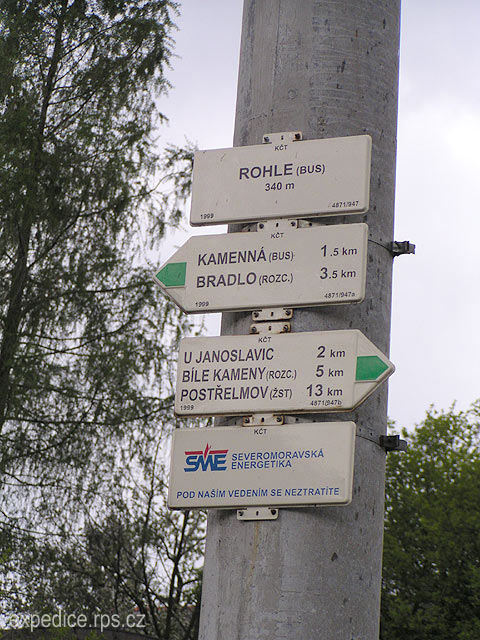 KČT
ROHLE (BUS)
340 m
1999 4871/947
KČT
KAMENNÁ (BUS) 1.5 km
BRADLO (ROZC.) 3.5 km
1999 4871/947a
KČT
U JANOSLAVIC 2 km
BÍLE KAMENY (ROZC.) 5 km
POSTŘELMOV (ŽST) 13 km
1999 4871/947b
KČT
SME SEVEROMORAVSKÁ
ENERGETIKA
POD NAŠÍM VEDENÍM SE NEZTRATÍTE
expedice.rps.cz